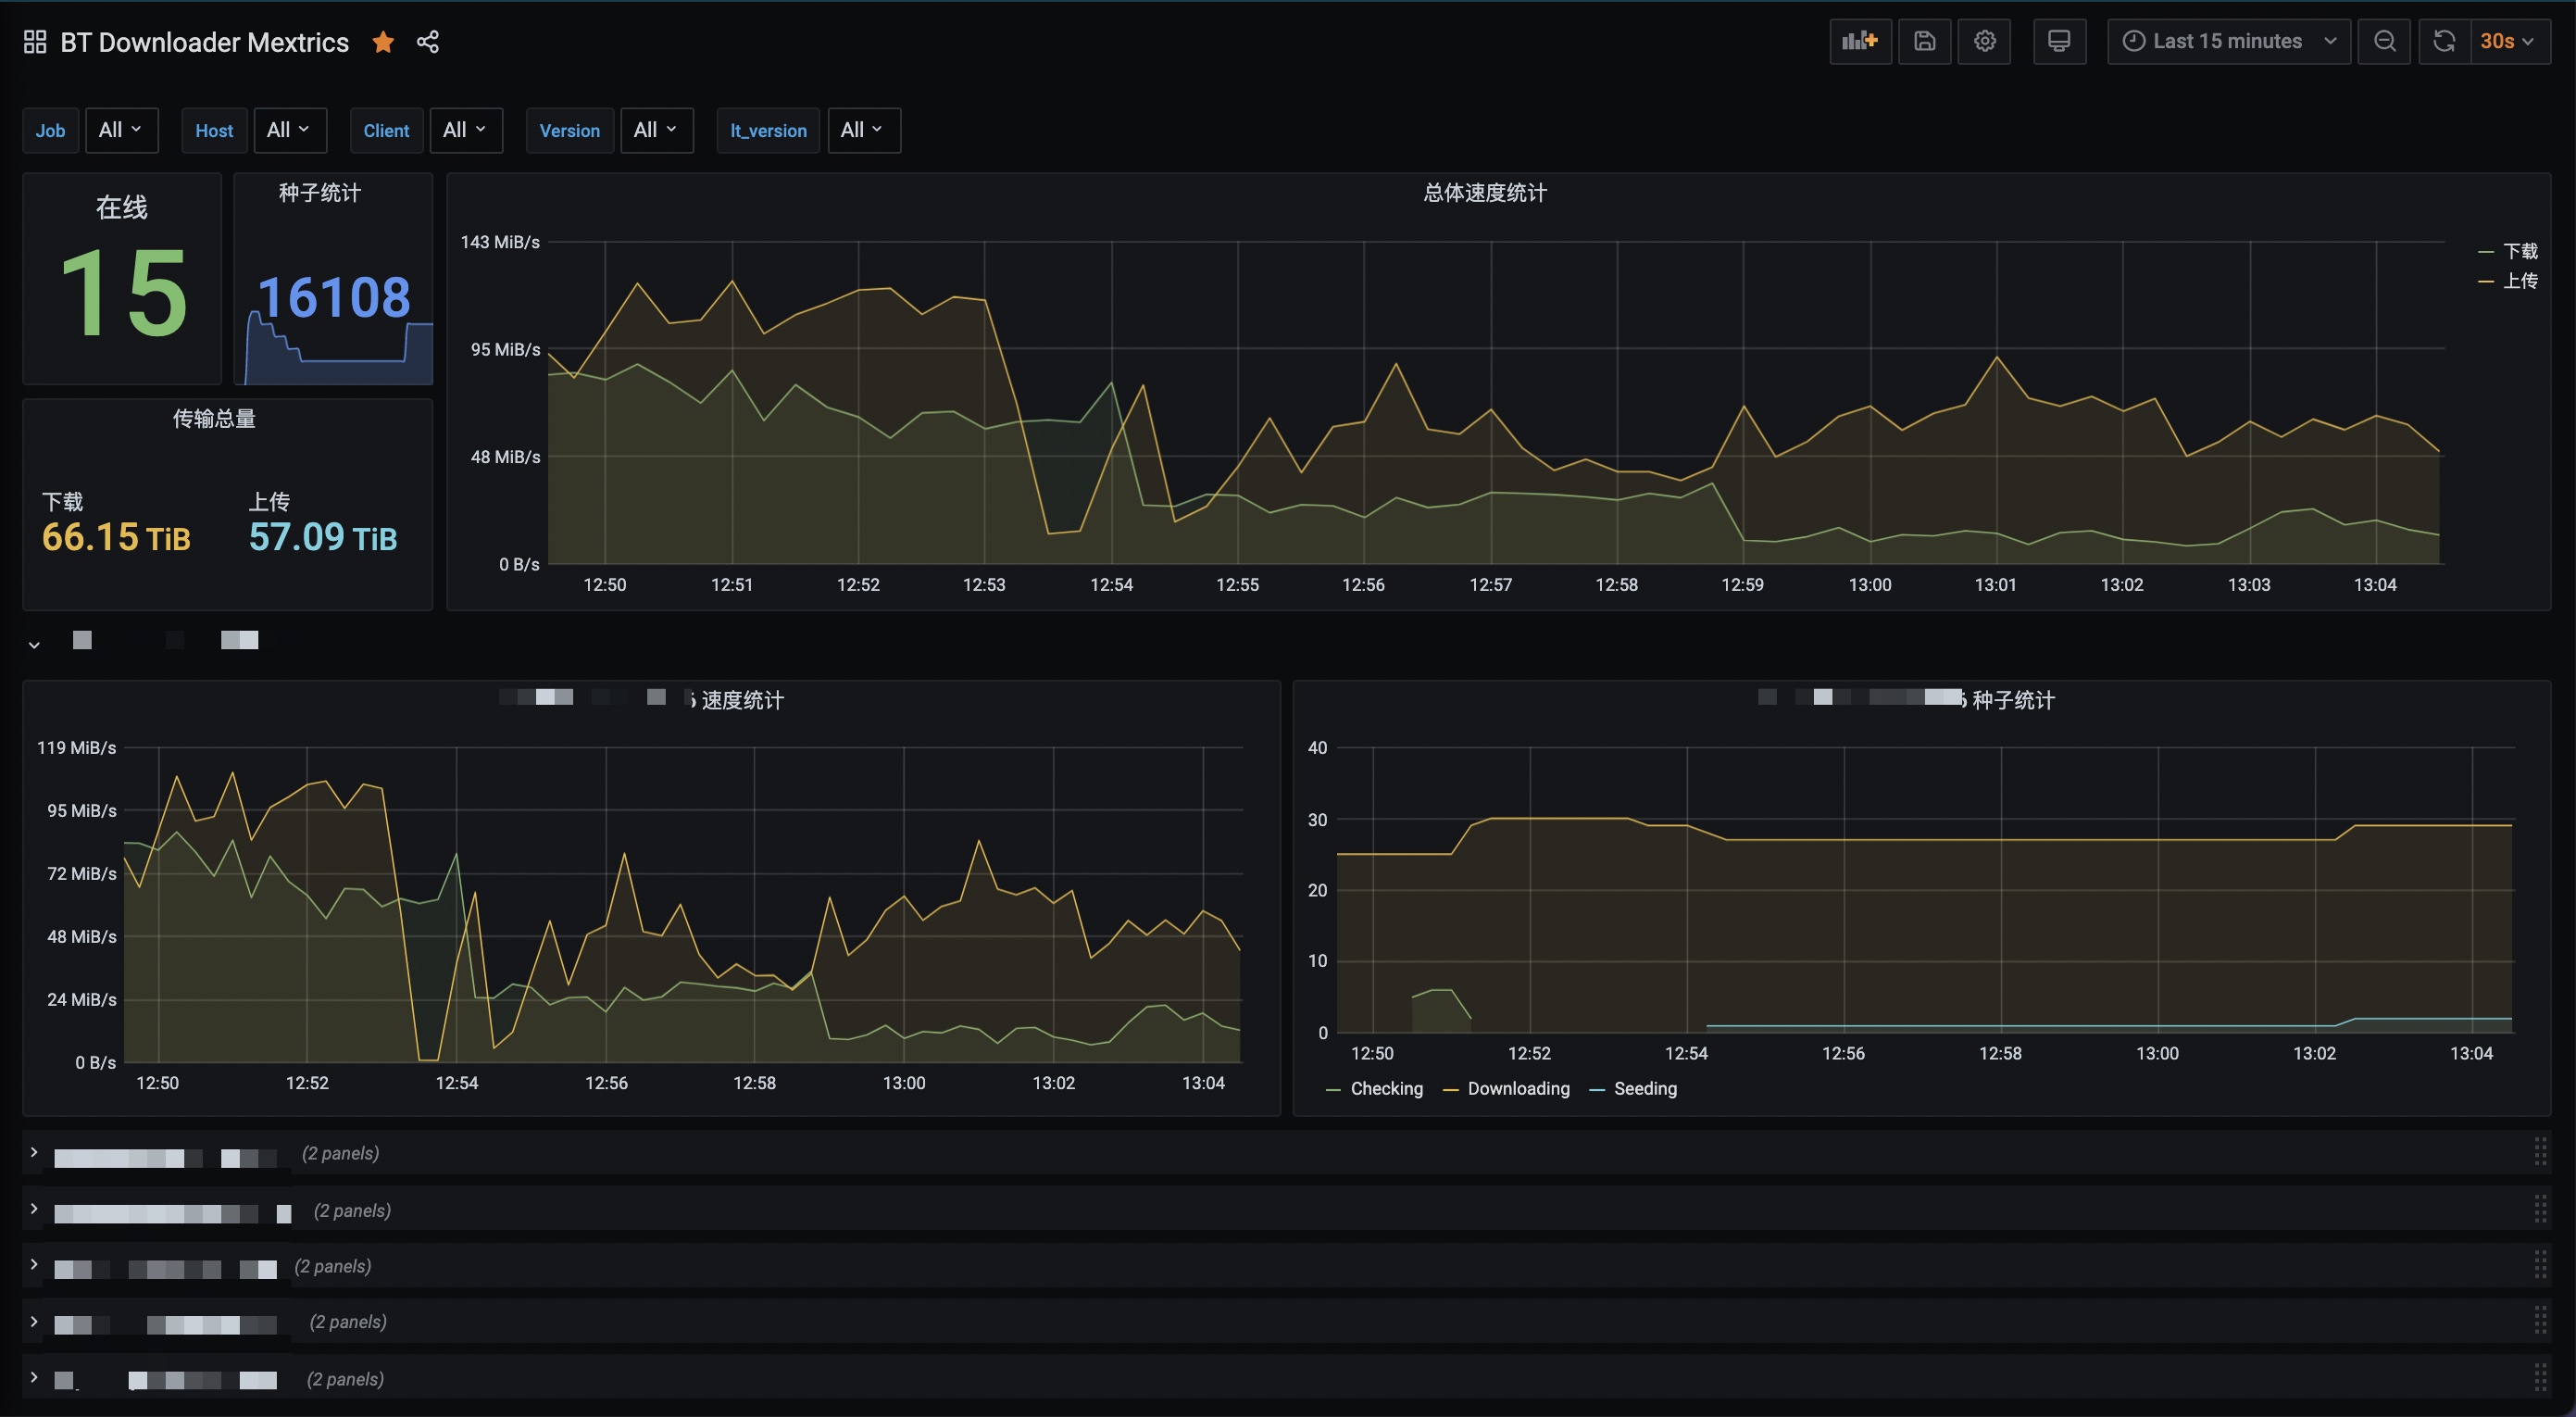 BT Downloader Mextrics
Last 15 minutes
30s
Job All Host All Client All Version All lt_version All
在线
15
种子统计
16108
传输总量
下载 上传
66.15 TiB 57.09 TiB
总体速度统计
143 MiB/s
95 MiB/s
48 MiB/s
0 B/s
12:50 12:51 12:52 12:53 12:54 12:55 12:56 12:57 12:58 12:59 13:00 13:01 13:02 13:03 13:04
下载
上传
速度统计
119 MiB/s
95 MiB/s
72 MiB/s
48 MiB/s
24 MiB/s
0 B/s
12:50 12:52 12:54 12:56 12:58 13:00 13:02 13:04
种子统计
40
30
20
10
0
12:50 12:52 12:54 12:56 12:58 13:00 13:02 13:04
Checking Downloading Seeding
(2 panels)
(2 panels)
(2 panels)
(2 panels)
(2 panels)